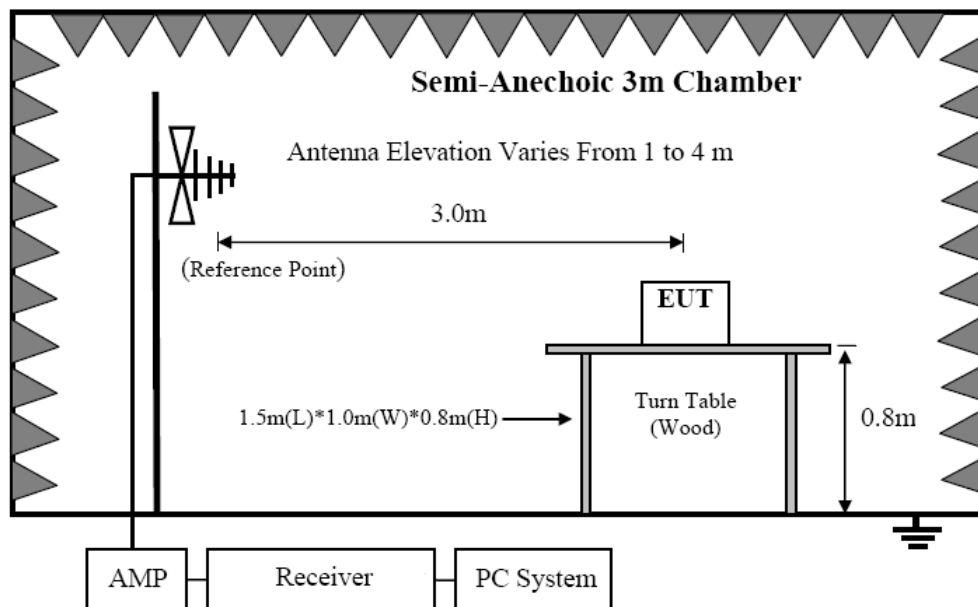 Semi-Anechoic 3m Chamber
Antenna Elevation Varies From 1 to 4 m
3.0m
(Reference Point)
EUT
1.5m(L)*1.0m(W)*0.8m(H)
Turn Table
(Wood)
0.8m
AMP
Receiver
PC System